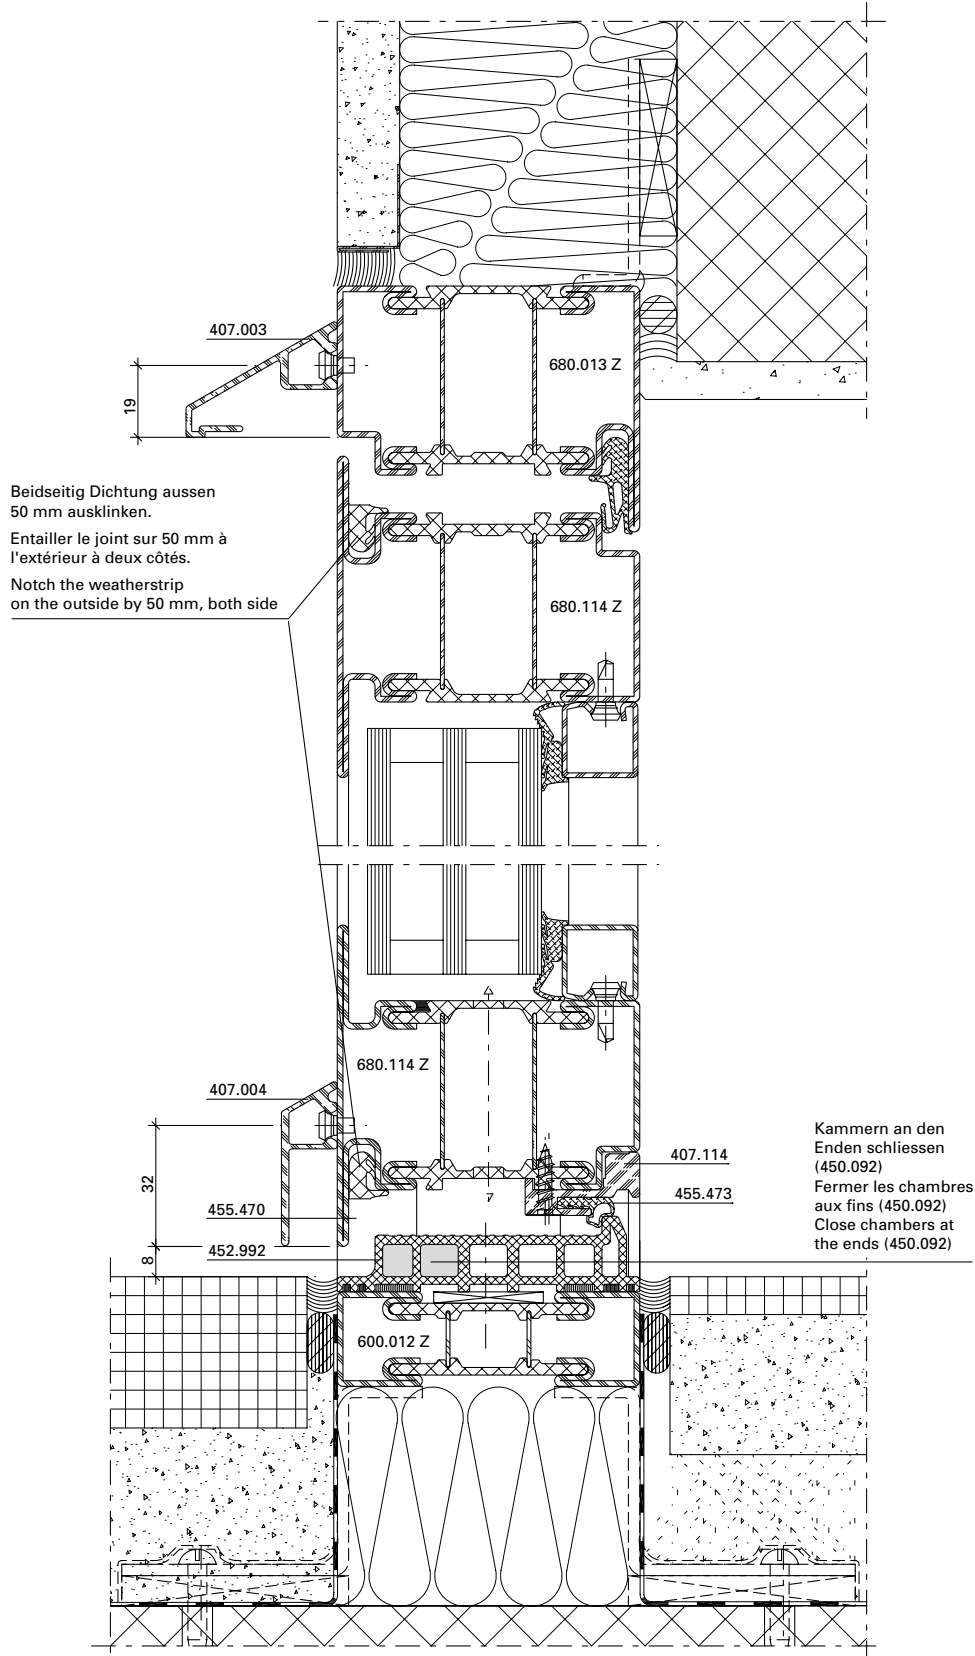 407.003
680.013 Z
19
Beidseitig Dichtung aussen
50 mm ausklinken.
Entailler le joint sur 50 mm à
l'extérieur à deux côtés.
Notch the weatherstrip
on the outside by 50 mm, both side
680.114 Z
680.114 Z
407.004
32
8
455.470
452.992
407.114
455.473
Kammern an den
Enden schliessen
(450.092)
Fermer les chambres
aux fins (450.092)
Close chambers at
the ends (450.092)
600.012 Z